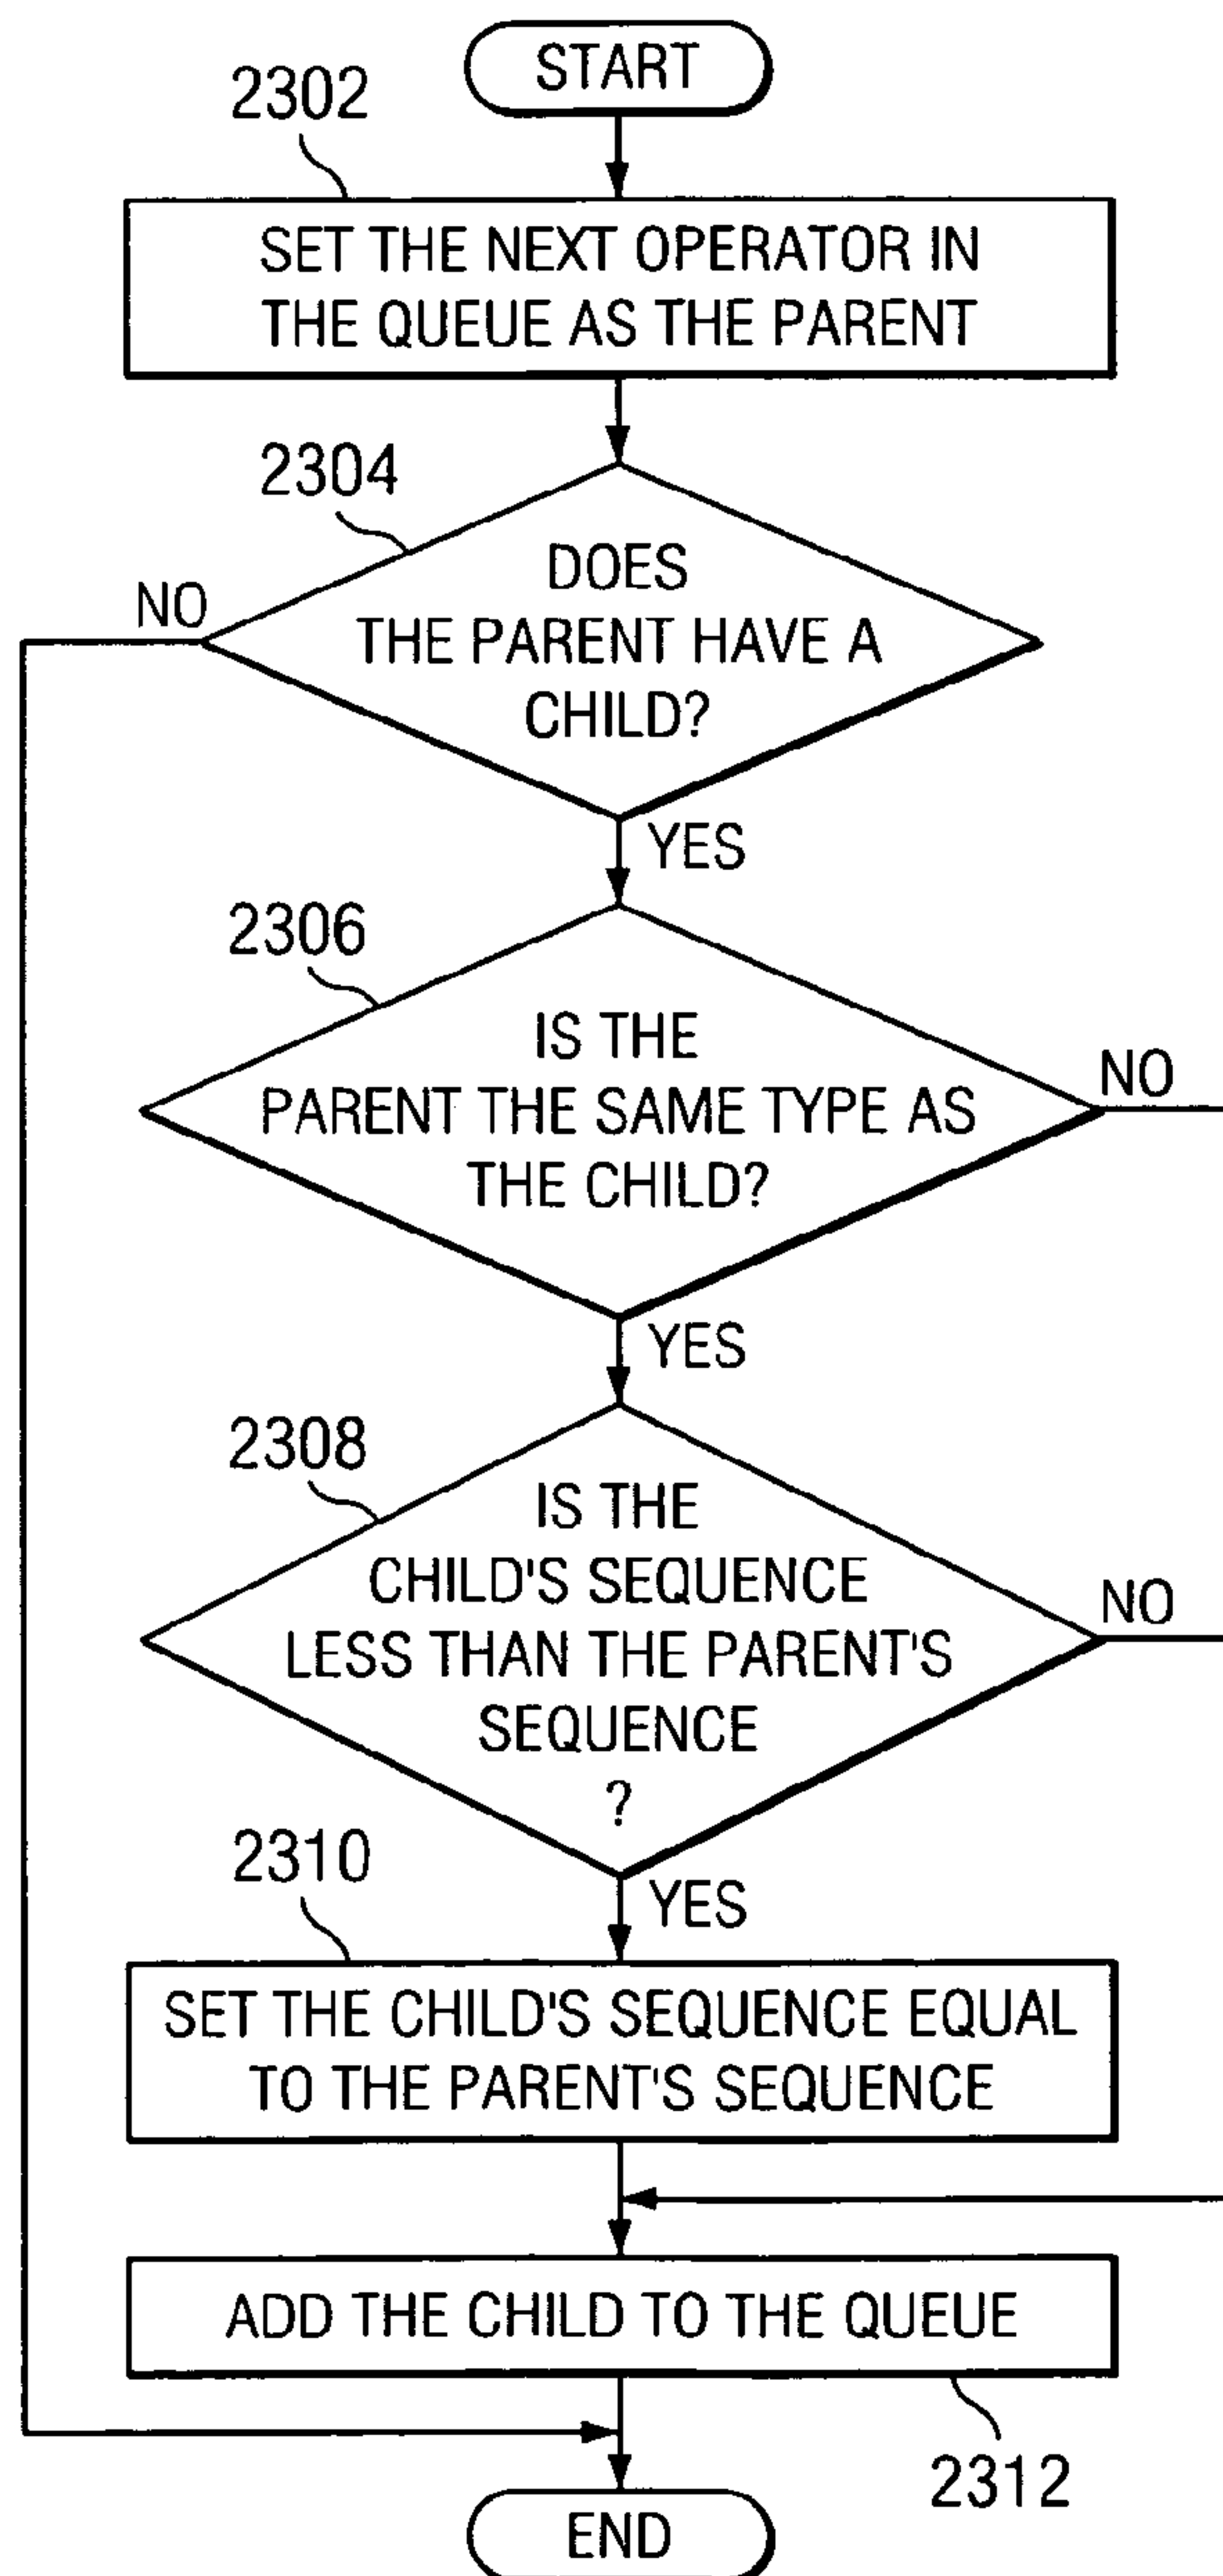 START
2302
SET THE NEXT OPERATOR IN
THE QUEUE AS THE PARENT
2304
NO
DOES
THE PARENT HAVE A
CHILD?
YES
2306
IS THE
PARENT THE SAME TYPE AS
THE CHILD?
NO
YES
2308
IS THE
CHILD'S SEQUENCE
LESS THAN THE PARENT'S
SEQUENCE
?
NO
2310
YES
SET THE CHILD'S SEQUENCE EQUAL
TO THE PARENT'S SEQUENCE
ADD THE CHILD TO THE QUEUE
2312
END